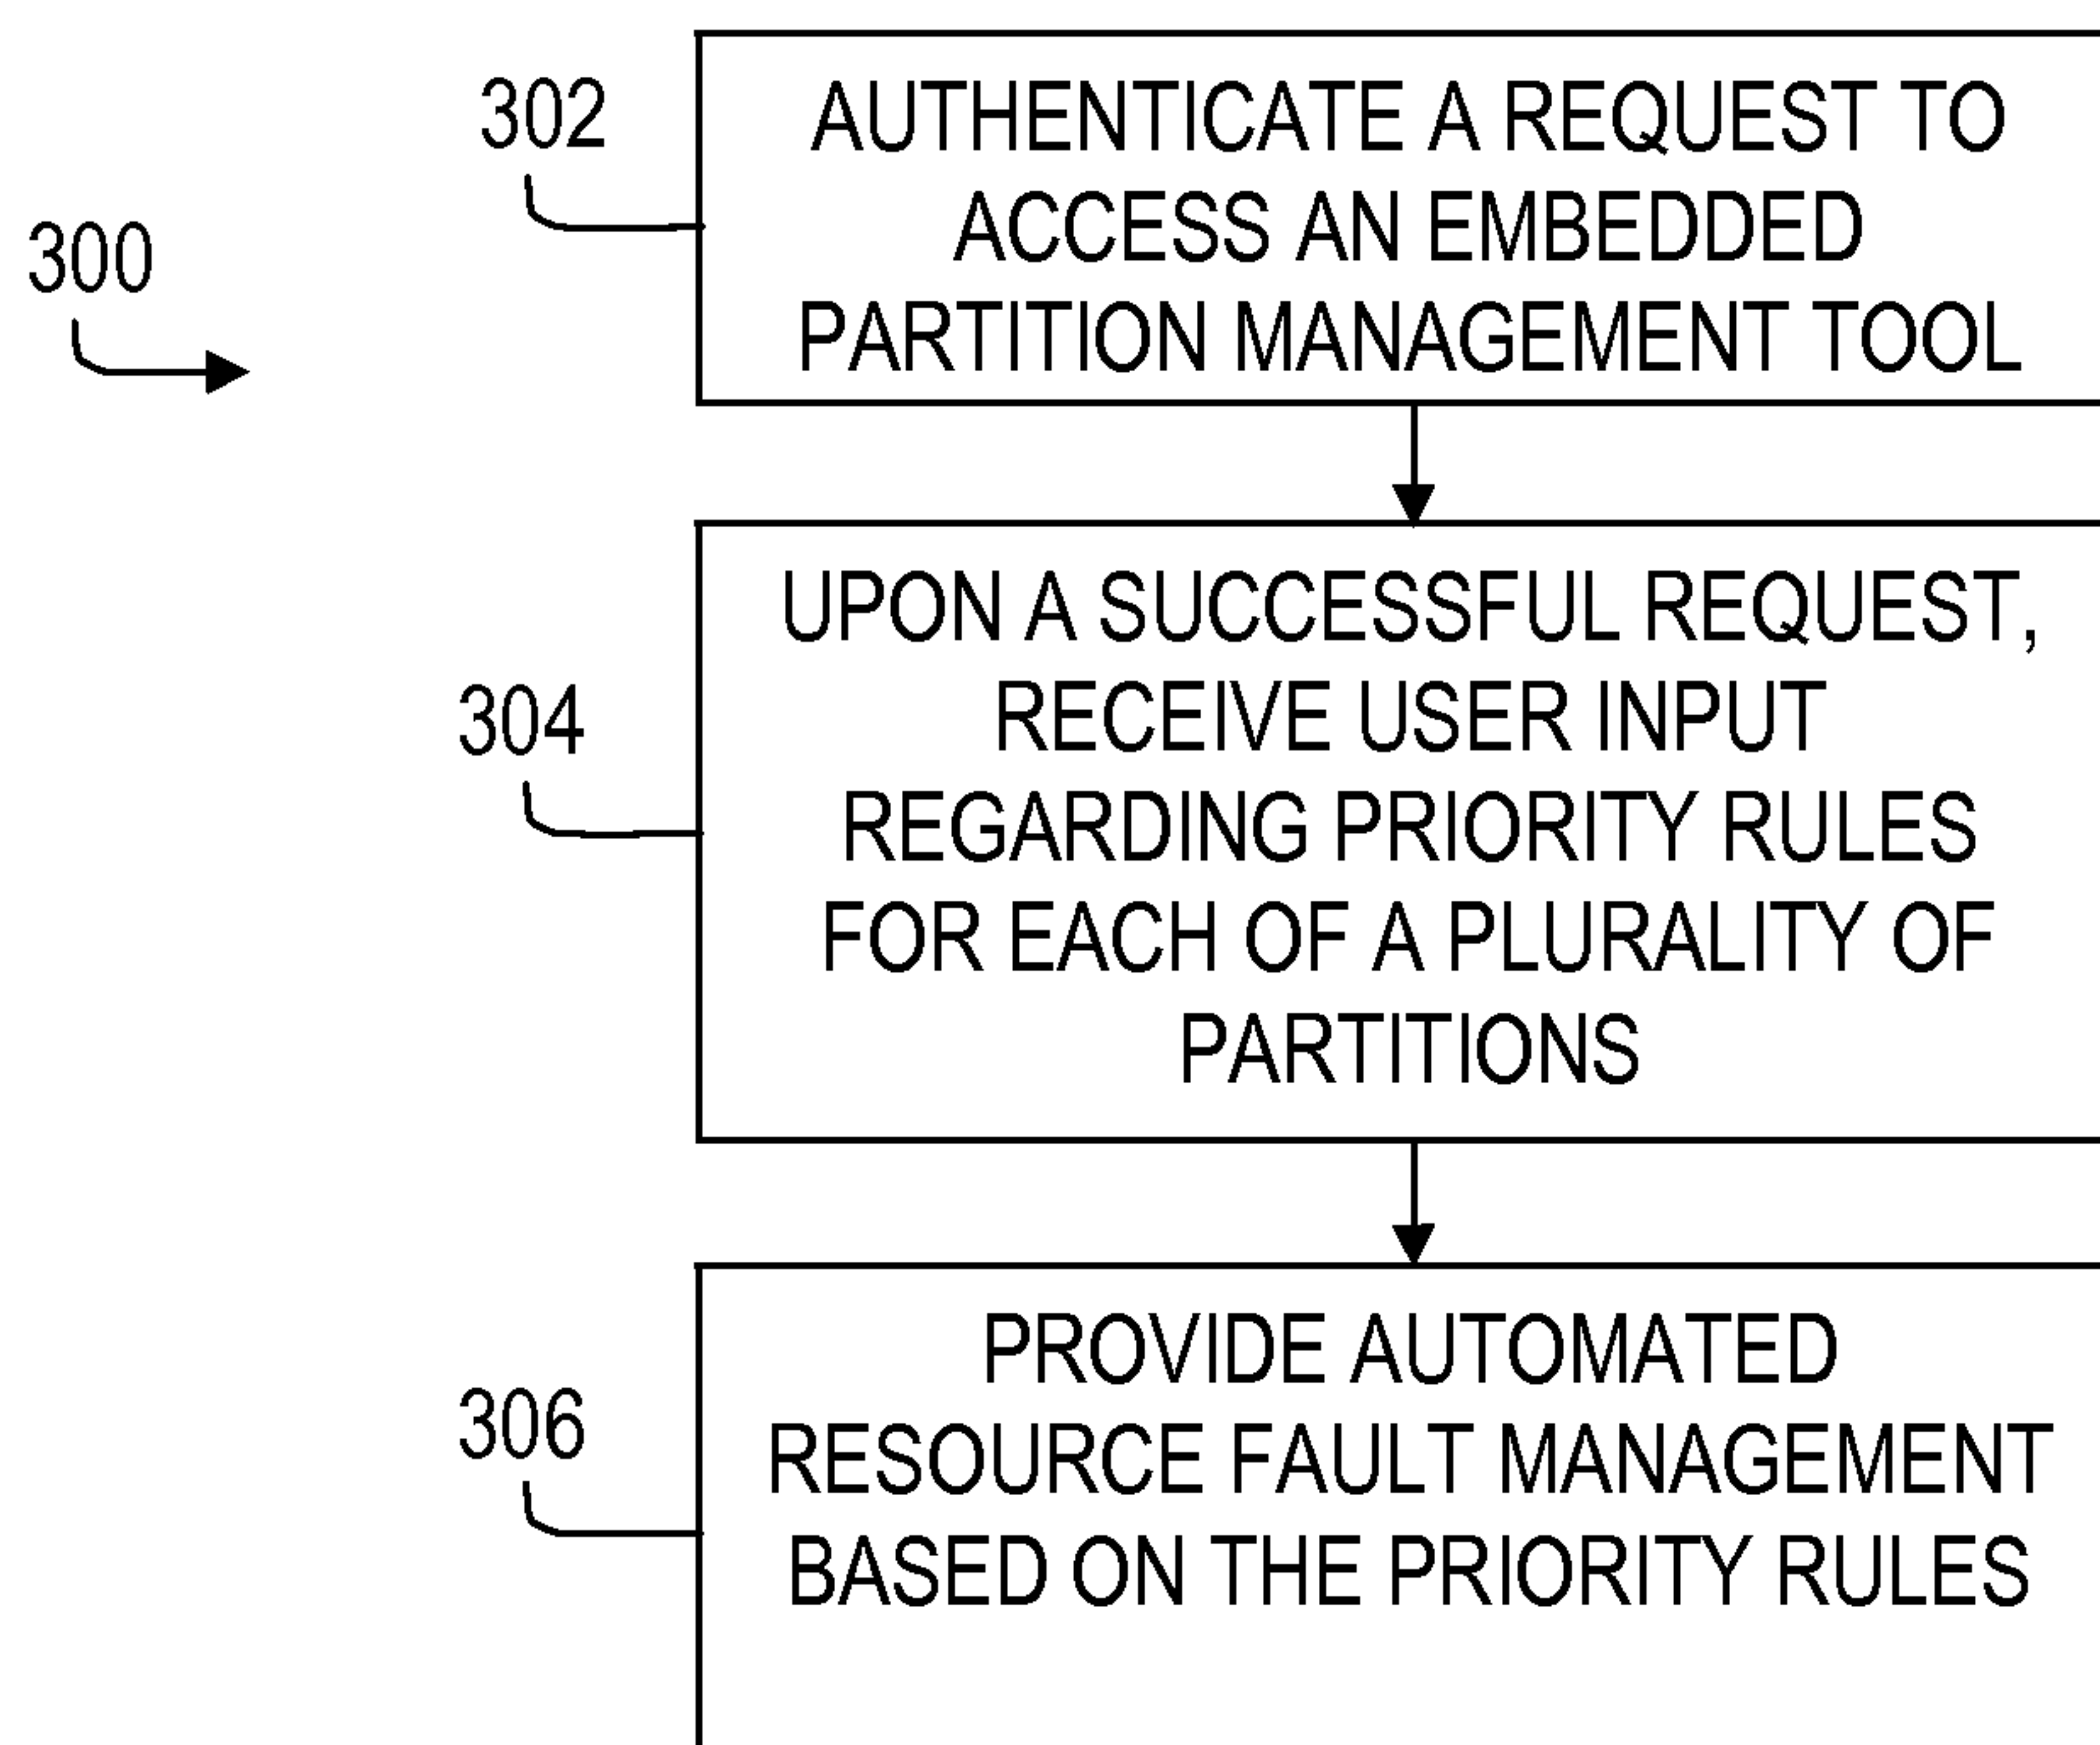 300
302
AUTHENTICATE A REQUEST TO
ACCESS AN EMBEDDED
PARTITION MANAGEMENT TOOL
304
UPON A SUCCESSFUL REQUEST,
RECEIVE USER INPUT
REGARDING PRIORITY RULES
FOR EACH OF A PLURALITY OF
PARTITIONS
306
PROVIDE AUTOMATED
RESOURCE FAULT MANAGEMENT
BASED ON THE PRIORITY RULES